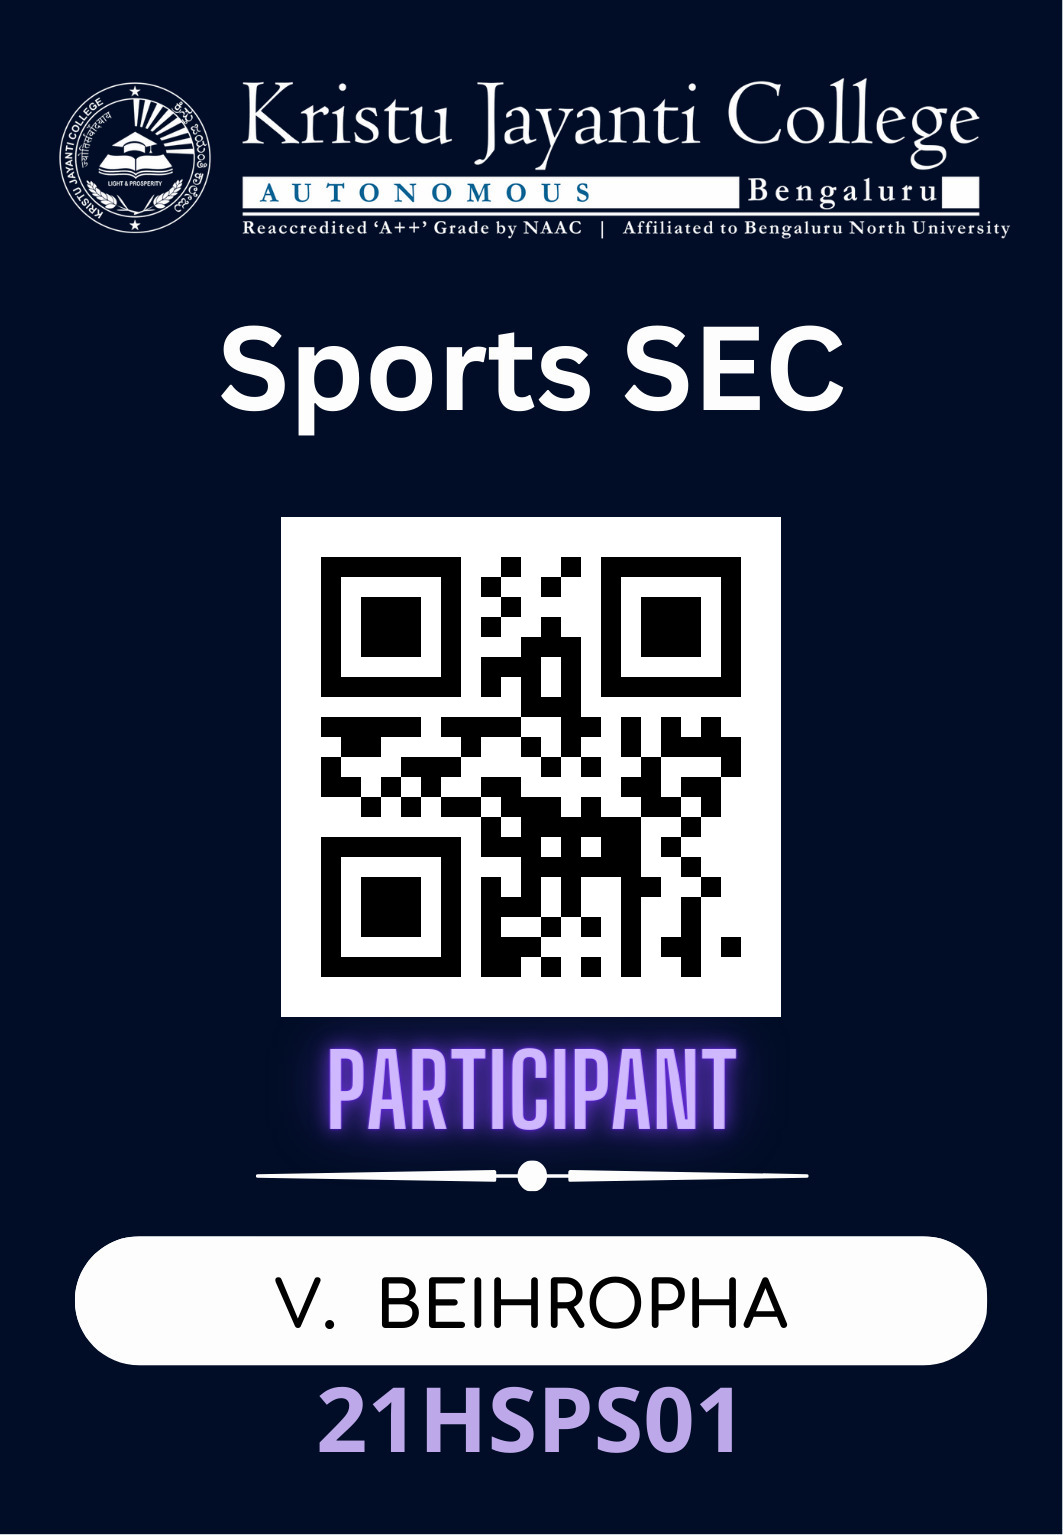 Kristu Jayanti College
AUTONOMOUS Bengaluru
Reaccredited ‘A++’ Grade by NAAC | Affiliated to Bengaluru North University
KRISTU JAYANTI COLLEGE
ಕ್ರಿಸ್ತು ಜಯಂತಿ ಕಾಲೇಜು
LIGHT & PROSPERITY
Sports SEC
PARTICIPANT
V. BEIHROPHA
21HSPS01